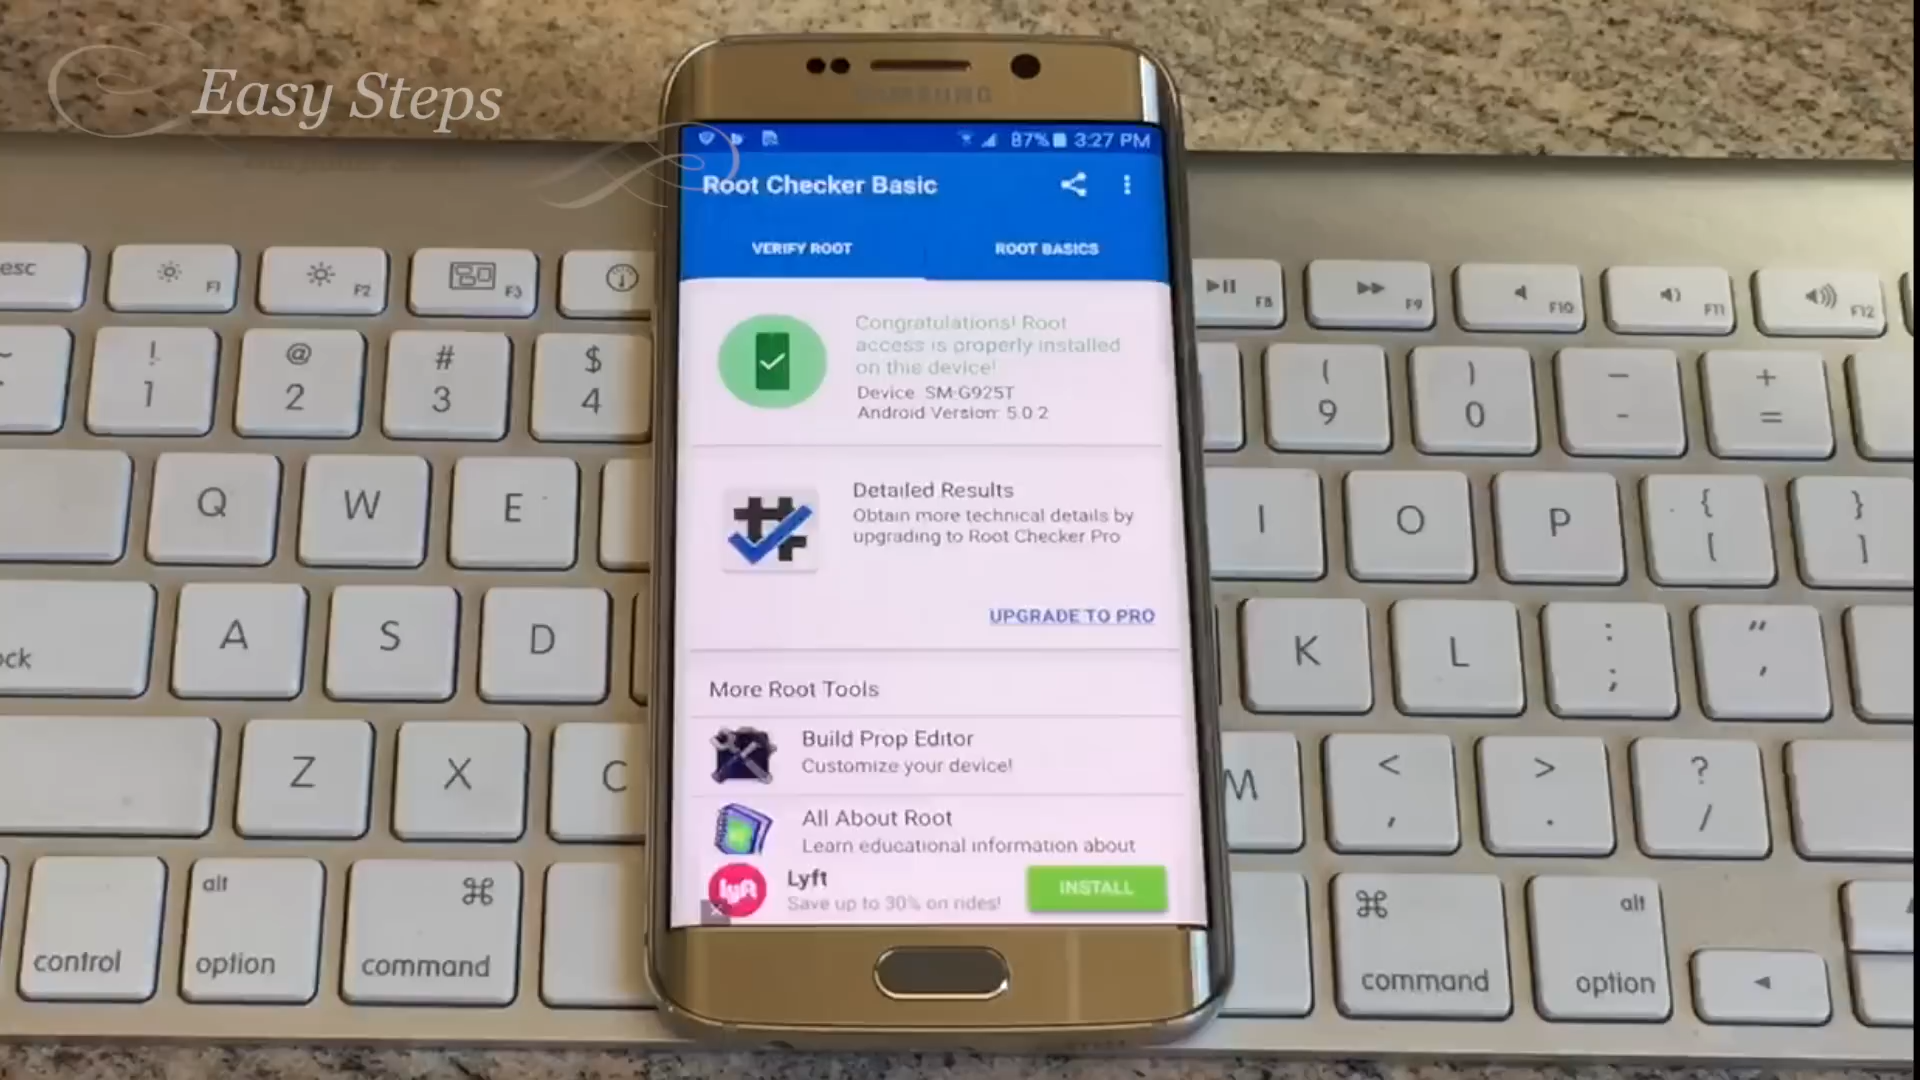 Easy Steps
SAMSUNG
87% 3:27 PM
Root Checker Basic
VERIFY ROOT
ROOT BASICS
Congratulations! Root
access is properly installed
on this device!
Device: SM-G925T
Android Version: 5.0.2
Detailed Results
Obtain more technical details by
upgrading to Root Checker Pro
UPGRADE TO PRO
More Root Tools
Build Prop Editor
Customize your device!
All About Root
Learn educational information about
lyft
Lyft
Save up to 30% on rides!
INSTALL
esc F1 F2 F3
F8 F9 F10 F11 F12
~ ! @ # $
1 2 3 4
( ) — +
9 0 - =
Q W E
I O P { }
[ ]
ock A S D
K L : ; " '
Z X C
M < , > . ? /
control alt option ⌘ command
⌘ command alt option ◄